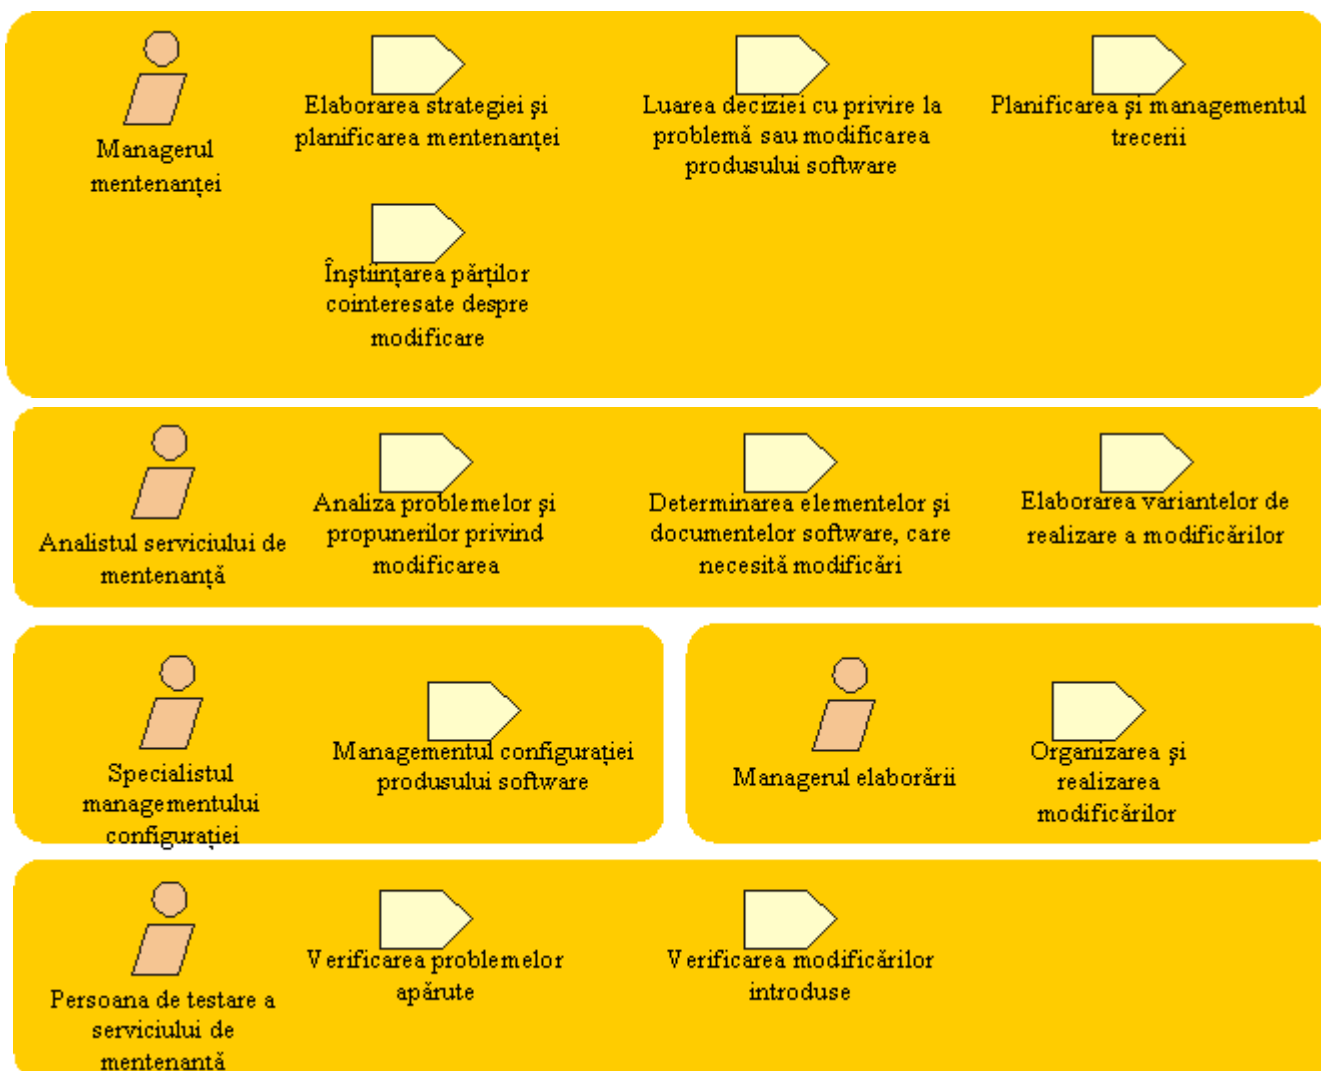 Managerul
mentenanței
Elaborarea strategiei și
planificarea mentenanței
Luarea deciziei cu privire la
problemă sau modificarea
produsului software
Planificarea și managementul
trecerii
Înștiințarea părților
cointeresate despre
modificare
Analistul serviciului de
mentenanță
Analiza problemelor și
propunerilor privind
modificarea
Determinarea elementelor și
documentelor software, care
necesită modificări
Elaborarea variantelor de
realizare a modificărilor
Specialistul
managementului
configurației
Managementul configurației
produsului software
Managerul elaborării
Organizarea și
realizarea
modificărilor
Persoana de testare a
serviciului de
mentenantă
Verificarea problemelor
apărute
Verificarea modificărilor
introduse